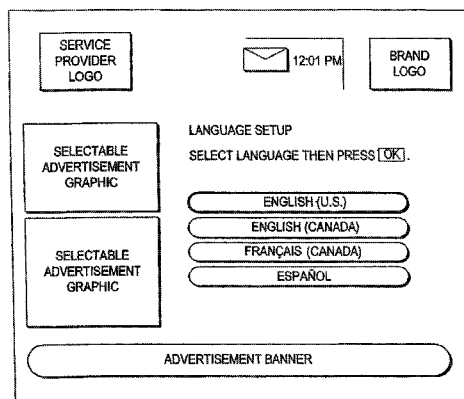 SERVICE
PROVIDER
LOGO
12:01 PM
BRAND
LOGO
SELECTABLE
ADVERTISEMENT
GRAPHIC
LANGUAGE SETUP
SELECT LANGUAGE THEN PRESS OK.
ENGLISH (U.S.)
ENGLISH (CANADA)
FRANÇAIS (CANADA)
ESPAÑOL
SELECTABLE
ADVERTISEMENT
GRAPHIC
ADVERTISEMENT BANNER